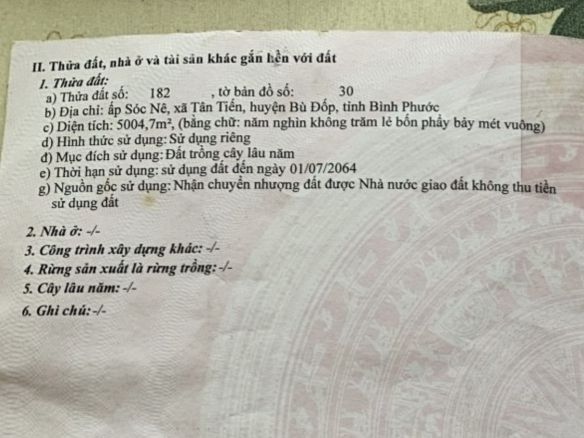 II. Thửa đất, nhà ở và tài sản khác gắn liền với đất
1. Thửa đất:
a) Thửa đất số: 182 , tờ bản đồ số: 30
b) Địa chỉ: ấp Sóc Nê, xã Tân Tiến, huyện Bù Đốp, tỉnh Bình Phước
c) Diện tích: 5004,7m², (bằng chữ: năm nghìn không trăm lẻ bốn phẩy bảy mét vuông)
d) Hình thức sử dụng: Sử dụng riêng
đ) Mục đích sử dụng: Đất trồng cây lâu năm
e) Thời hạn sử dụng: sử dụng đất đến ngày 01/07/2064
g) Nguồn gốc sử dụng: Nhận chuyển nhượng đất được Nhà nước giao đất không thu tiền
sử dụng đất
2. Nhà ở: -/-
3. Công trình xây dựng khác: -/-
4. Rừng sản xuất là rừng trồng: -/-
5. Cây lâu năm: -/-
6. Ghi chú: -/-